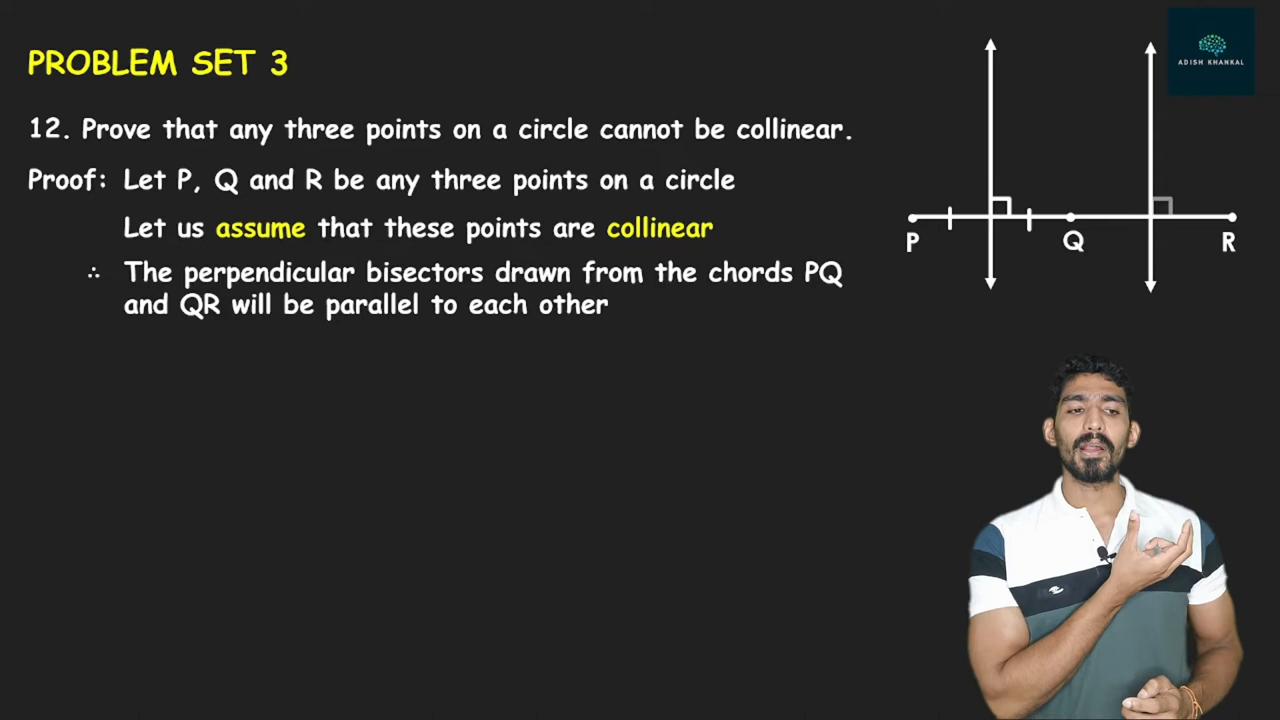 PROBLEM SET 3
ADISH KHANKAL
12. Prove that any three points on a circle cannot be collinear.
Proof: Let P, Q and R be any three points on a circle
Let us assume that these points are collinear
∴ The perpendicular bisectors drawn from the chords PQ
and QR will be parallel to each other
P Q R